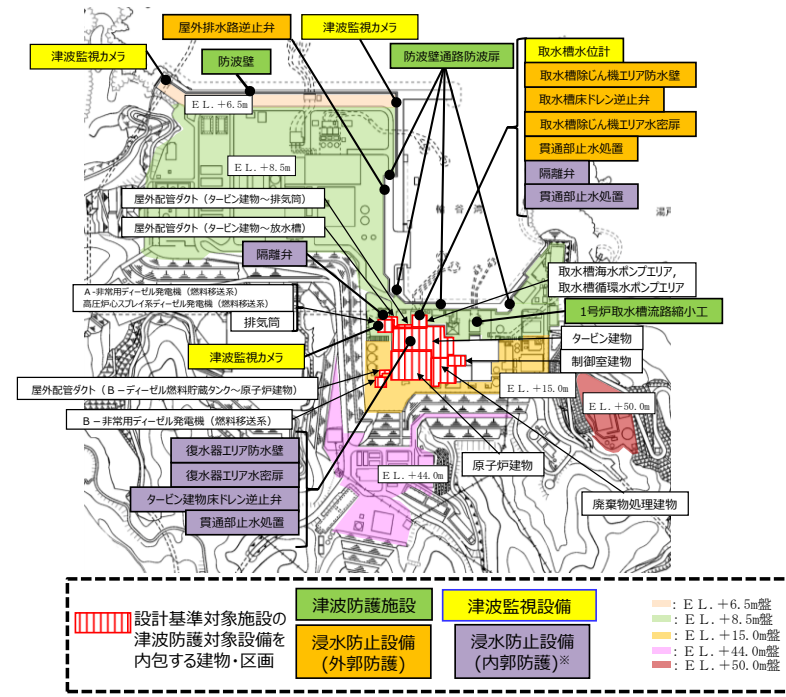 屋外排水路逆止弁
津波監視カメラ
津波監視カメラ
防波壁
防波壁通路防波扉
取水槽水位計
取水槽除じん機エリア防水壁
取水槽床ドレン逆止弁
取水槽除じん機エリア水密扉
貫通部止水処置
隔離弁
貫通部止水処置
EL.+6.5m
EL.+8.5m
輪谷湾
屋外配管ダクト(タービン建物~排気筒)
屋外配管ダクト(タービン建物~放水槽)
隔離弁
取水槽海水ポンプエリア,
取水槽循環水ポンプエリア
A-非常用ディーゼル発電機(燃料移送系)
高圧炉心スプレイ系ディーゼル発電機(燃料移送系)
排気筒
1号炉取水槽流路縮小工
タービン建物
津波監視カメラ
制御室建物
屋外配管ダクト(B-ディーゼル燃料貯蔵タンク~原子炉建物)
EL.+15.0m
EL.+50.0m
B-非常用ディーゼル発電機(燃料移送系)
復水器エリア防水壁
復水器エリア水密扉
タービン建物床ドレン逆止弁
貫通部止水処置
原子炉建物
EL.+44.0m
廃棄物処理建物
設計基準対象施設の
津波防護対象設備を
内包する建物・区画
津波防護施設
津波監視設備
浸水防止設備
(外郭防護)
浸水防止設備
(内郭防護)※
:EL.+6.5m盤
:EL.+8.5m盤
:EL.+15.0m盤
:EL.+44.0m盤
:EL.+50.0m盤